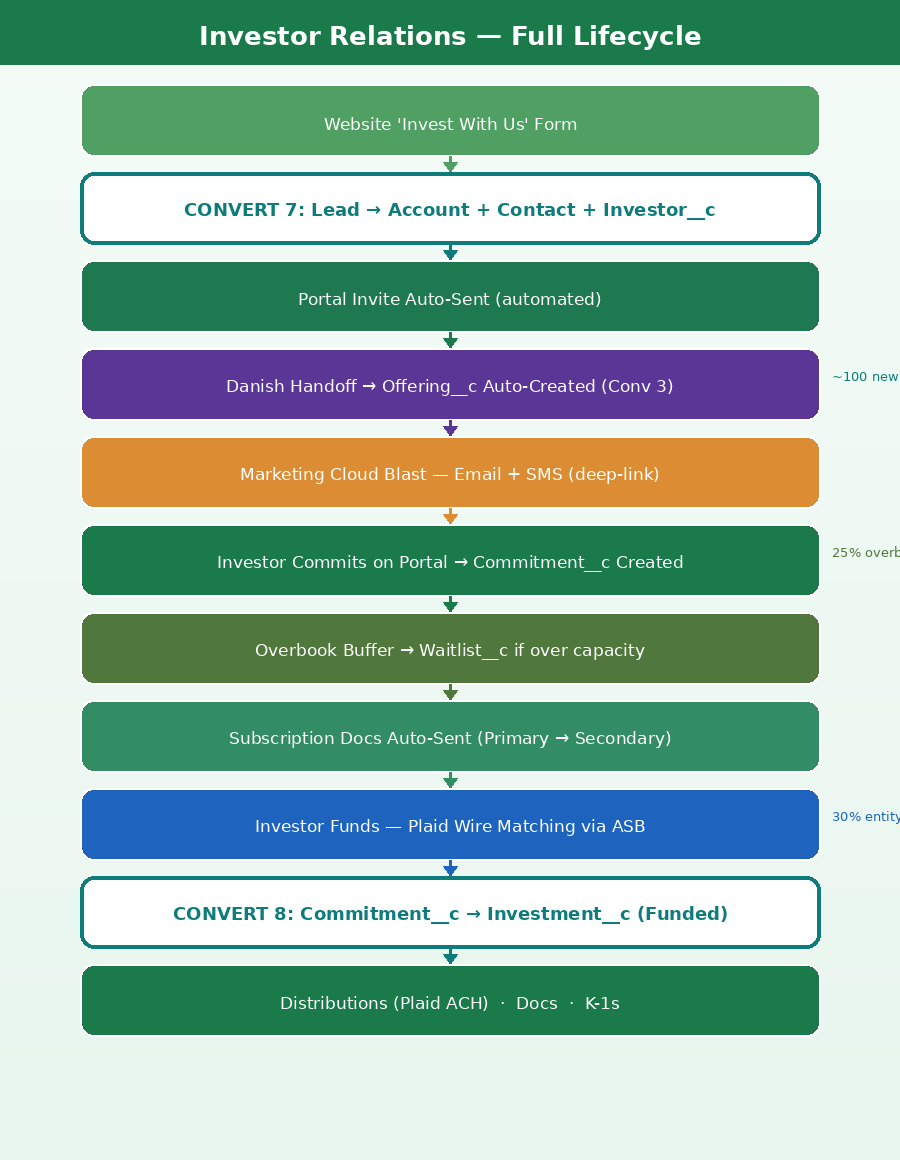 Investor Relations — Full Lifecycle
Website 'Invest With Us' Form
CONVERT 7: Lead → Account + Contact + Investor__c
Portal Invite Auto-Sent (automated)
Danish Handoff → Offering__c Auto-Created (Conv 3)
~100 new
Marketing Cloud Blast — Email + SMS (deep-link)
Investor Commits on Portal → Commitment__c Created
25%
Overbook Buffer → Waitlist__c if over capacity
Subscription Docs Auto-Sent (Primary → Secondary)
Investor Funds — Plaid Wire Matching via ASB
30% entity
CONVERT 8: Commitment__c → Investment__c (Funded)
Distributions (Plaid ACH) · Docs · K-1s